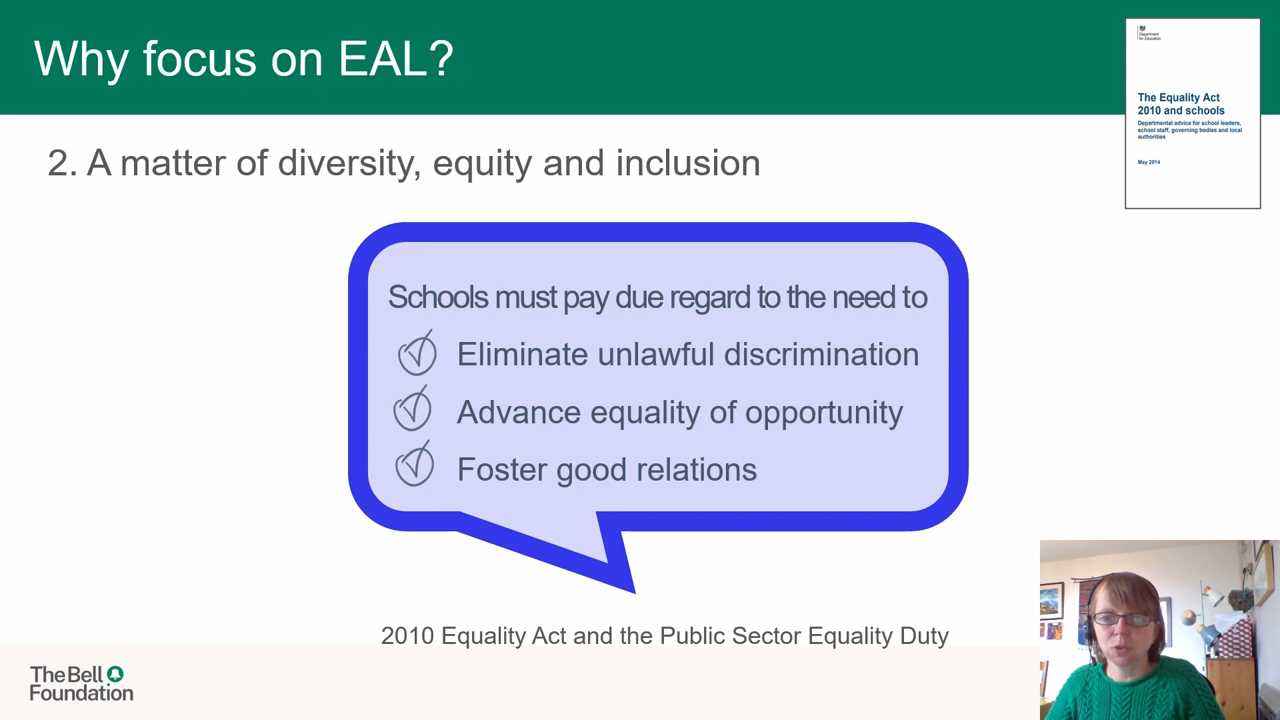 Why focus on EAL?
Department
for Education
The Equality Act
2010 and schools
Departmental advice for school leaders,
school staff, governing bodies and local
authorities
May 2014
2. A matter of diversity, equity and inclusion
Schools must pay due regard to the need to
Eliminate unlawful discrimination
Advance equality of opportunity
Foster good relations
2010 Equality Act and the Public Sector Equality Duty
The Bell
Foundation